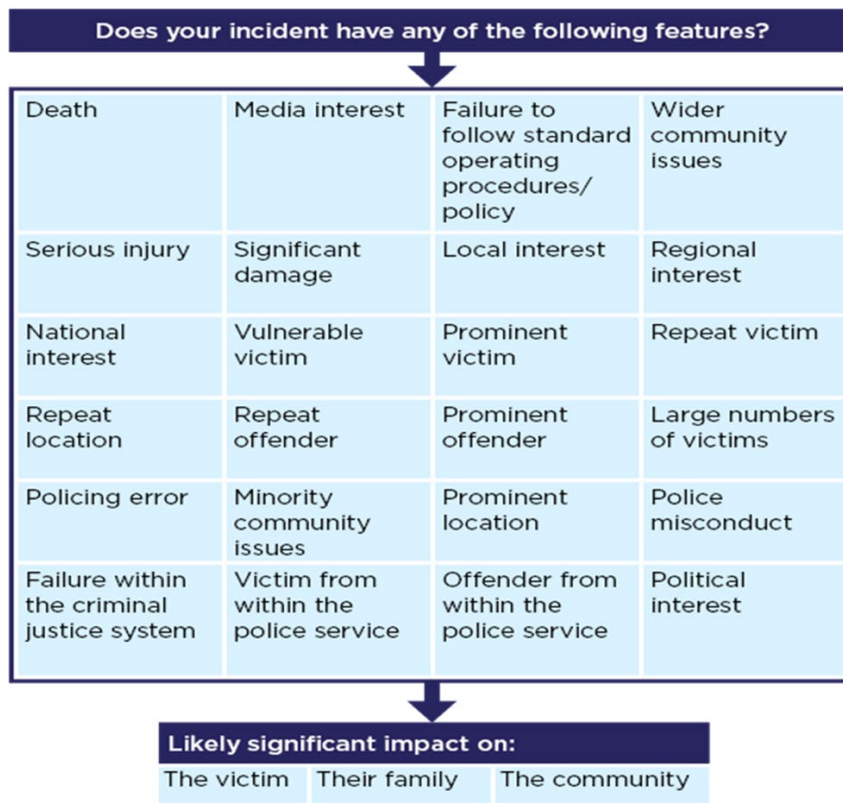 Does your incident have any of the following features?
Death
Media interest
Failure to
follow standard
operating
procedures/
policy
Wider
community
issues
Serious injury
Significant
damage
Local interest
Regional
interest
National
interest
Vulnerable
victim
Prominent
victim
Repeat victim
Repeat
location
Repeat
offender
Prominent
offender
Large numbers
of victims
Policing error
Minority
community
issues
Prominent
location
Police
misconduct
Failure within
the criminal
justice system
Victim from
within the
police service
Offender from
within the
police service
Political
interest
Likely significant impact on:
The victim
Their family
The community